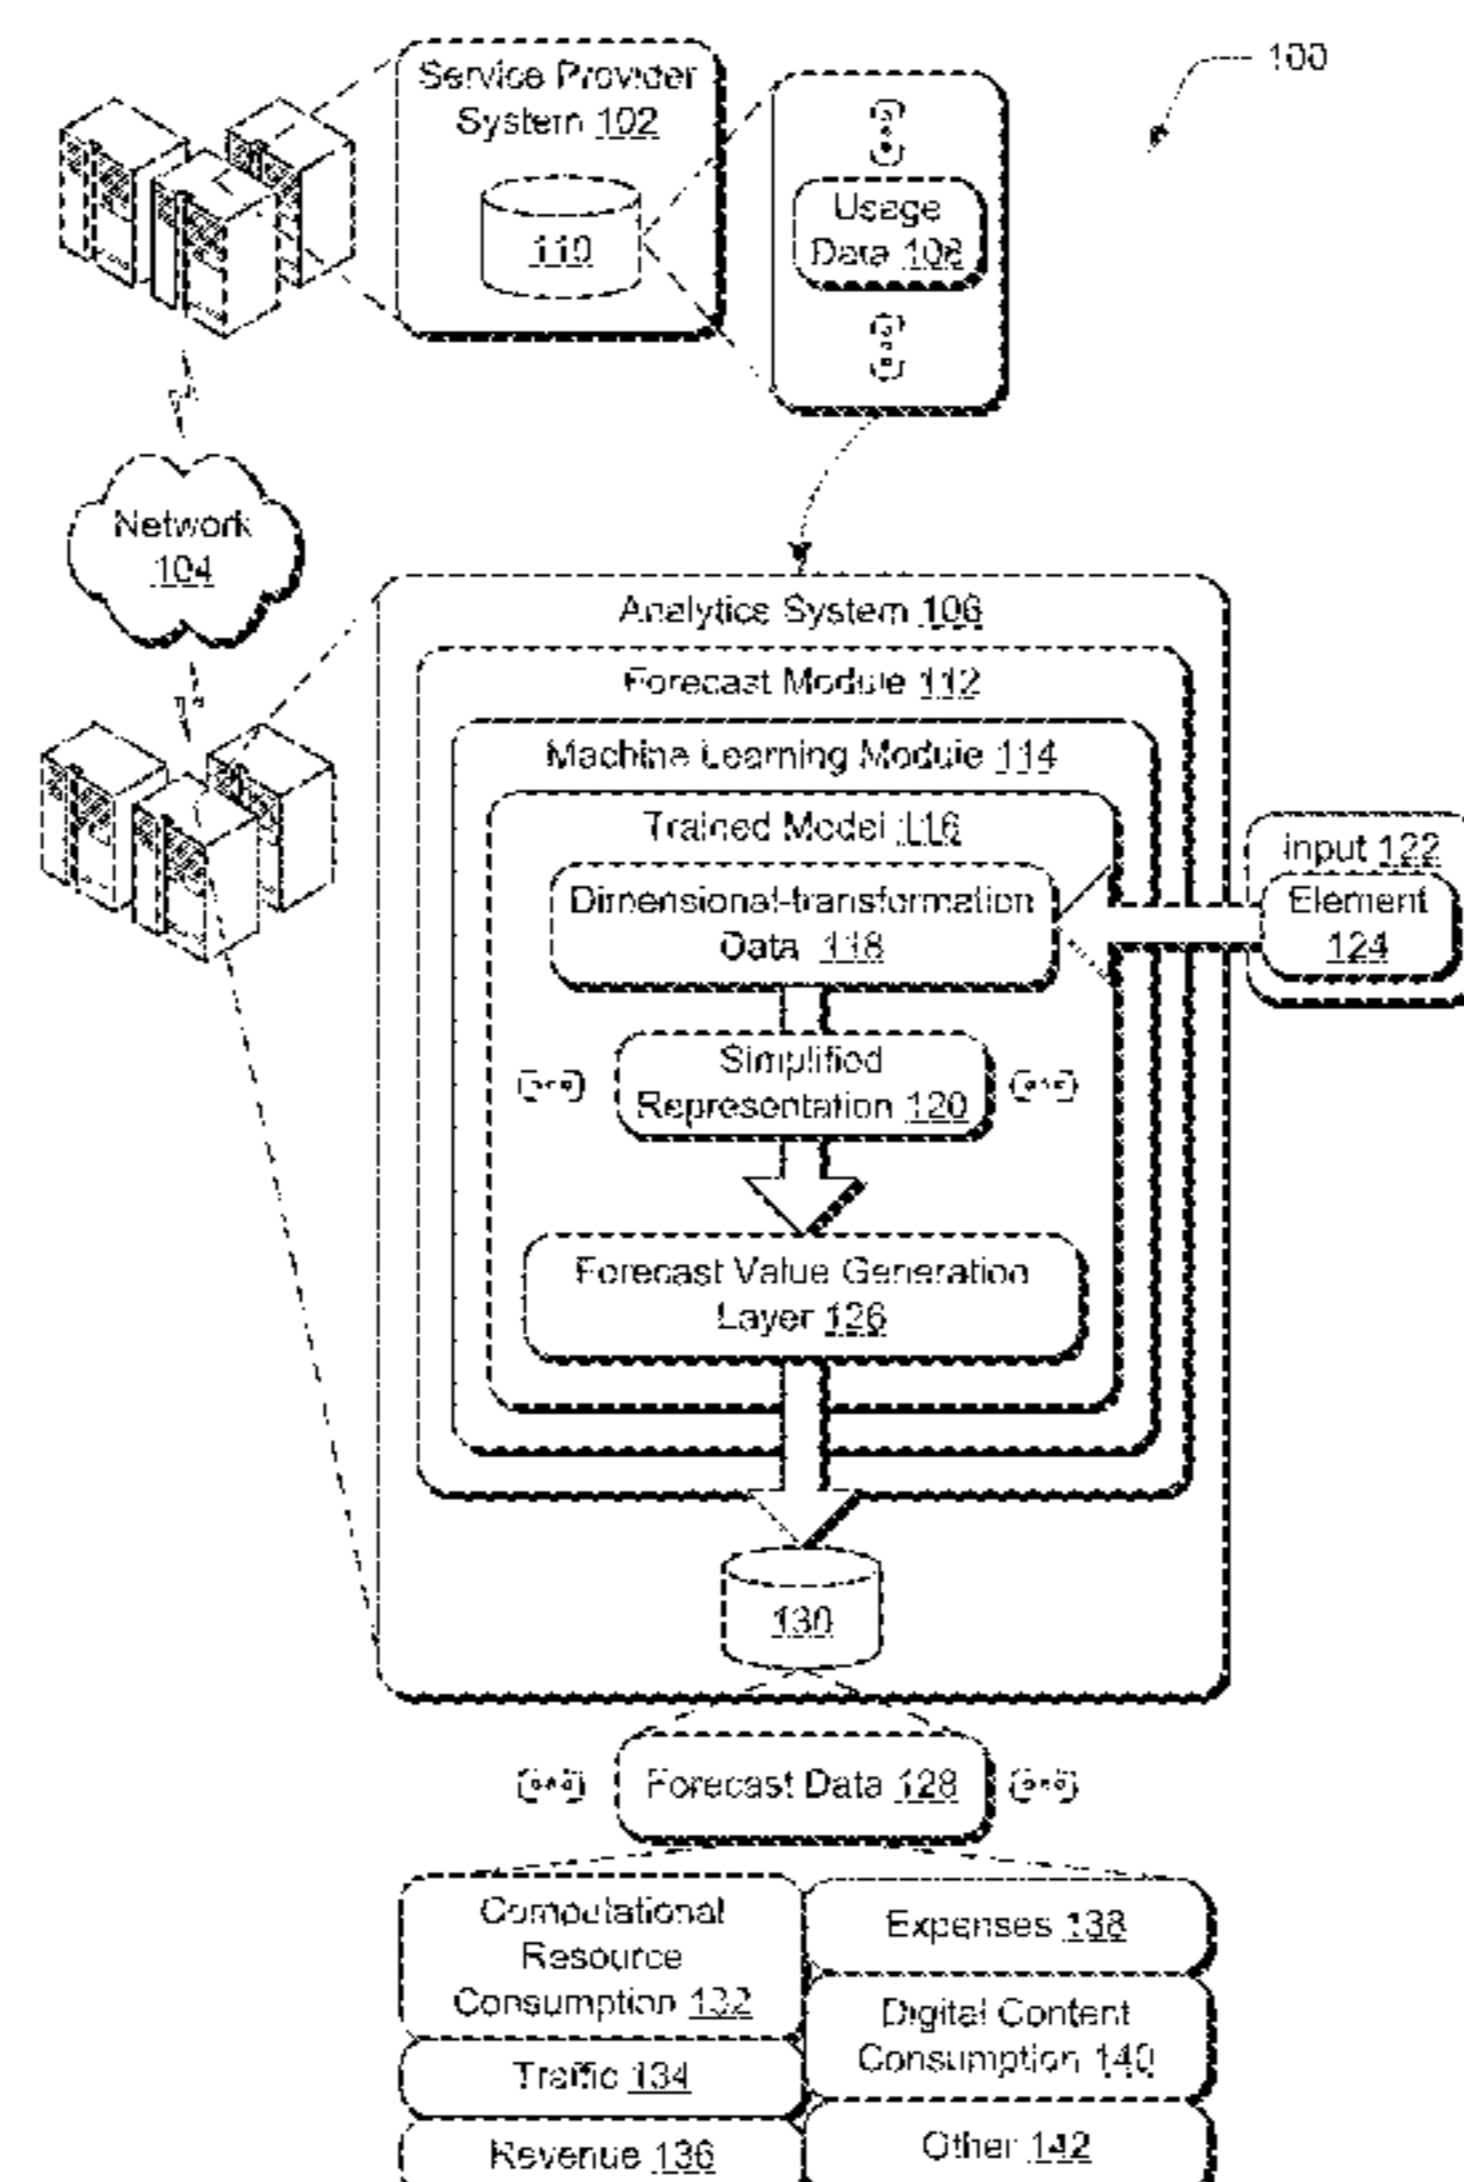 100
Service Provider
System 102
110
Usage
Data 108
Network
104
Analytics System 106
Forecast Module 112
Machine Learning Module 114
Trained Model 116
Dimensional-transformation
Data 118
Input 122
Element
124
Simplified
Representation 120
Forecast Value Generation
Layer 126
130
Forecast Data 128
Computational
Resource
Consumption 132
Traffic 134
Revenue 136
Expenses 138
Digital Content
Consumption 140
Other 142